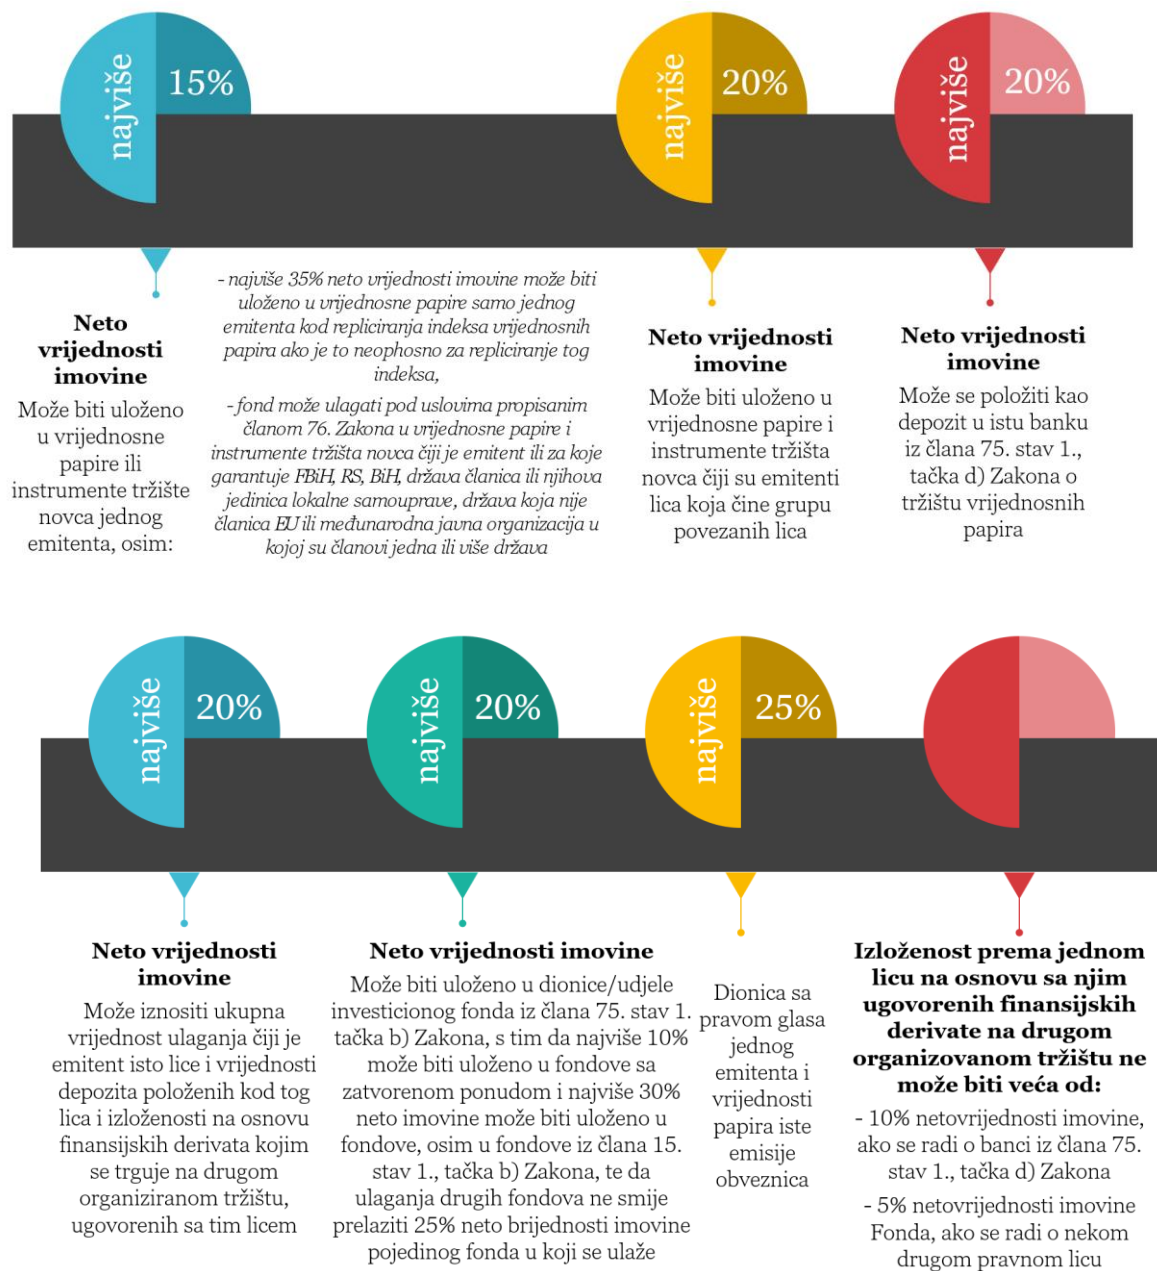 najviše
15%
najviše
20%
najviše
20%
Neto
vrijednosti
imovine
Može biti uloženo
u vrijednosne
papire ili
instrumente tržište
novca jednog
emitenta, osim:
- najviše 35% neto vrijednosti imovine može biti
uloženo u vrijednosne papire samo jednog
emitenta kod repliciranja indeksa vrijednosnih
papira ako je to neophosno za repliciranje tog
indeksa,
- fond može ulagati pod uslovima propisanim
članom 76. Zakona u vrijednosne papire i
instrumente tržišta novca čiji je emitent ili za koje
garantuje FBiH, RS, BiH, država članica ili njihova
jedinica lokalne samouprave, država koja nije
članica EU ili međunarodna javna organizacija u
kojoj su članovi jedna ili više država
Neto vrijednosti
imovine
Može biti uloženo u
vrijednosne papire i
instrumente tržišta
novca čiji su emitenti
lica koja čine grupu
povezanih lica
Neto vrijednosti
imovine
Može se položiti kao
depozit u istu banku
iz člana 75. stav 1.,
tačka d) Zakona o
tržištu vrijednosnih
papira
najviše
20%
najviše
20%
najviše
25%
Neto vrijednosti
imovine
Može iznositi ukupna
vrijednost ulaganja čiji je
emitent isto lice i vrijednosti
depozita položenih kod tog
lica i izloženosti na osnovu
finansijskih derivata kojim
se trguje na drugom
organiziranom tržištu,
ugovorenih sa tim licem
Neto vrijednosti imovine
Može biti uloženo u dionice/udjele
investicionog fonda iz člana 75. stav 1.
tačka b) Zakona, s tim da najviše 10%
može biti uloženo u fondove sa
zatvorenom ponudom i najviše 30%
neto imovine može biti uloženo u
fondove, osim u fondove iz člana 15.
stav 1., tačka b) Zakona, te da
ulaganja drugih fondova ne smije
prelaziti 25% neto brijednosti imovine
pojedinog fonda u koji se ulaže
Dionica sa
pravom glasa
jednog
emitenta i
vrijednosti
papira iste
emisije
obveznica
Izloženost prema jednom
licu na osnovu sa njim
ugovorenih finansijskih
derivate na drugom
organizovanom tržištu ne
može biti veća od:
- 10% netovrijednosti imovine,
ako se radi o banci iz člana 75.
stav 1., tačka d) Zakona
- 5% netovrijednosti imovine
Fonda, ako se radi o nekom
drugom pravnom licu